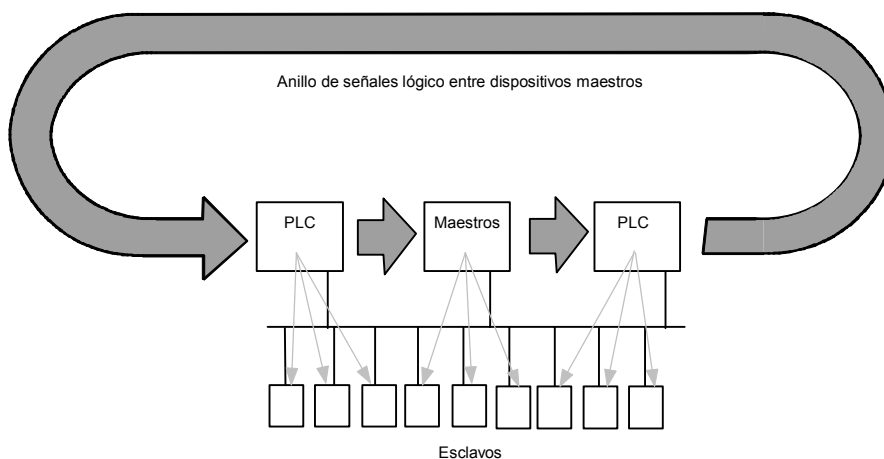 Anillo de señales lógico entre dispositivos maestros
PLC
Maestros
PLC
Esclavos